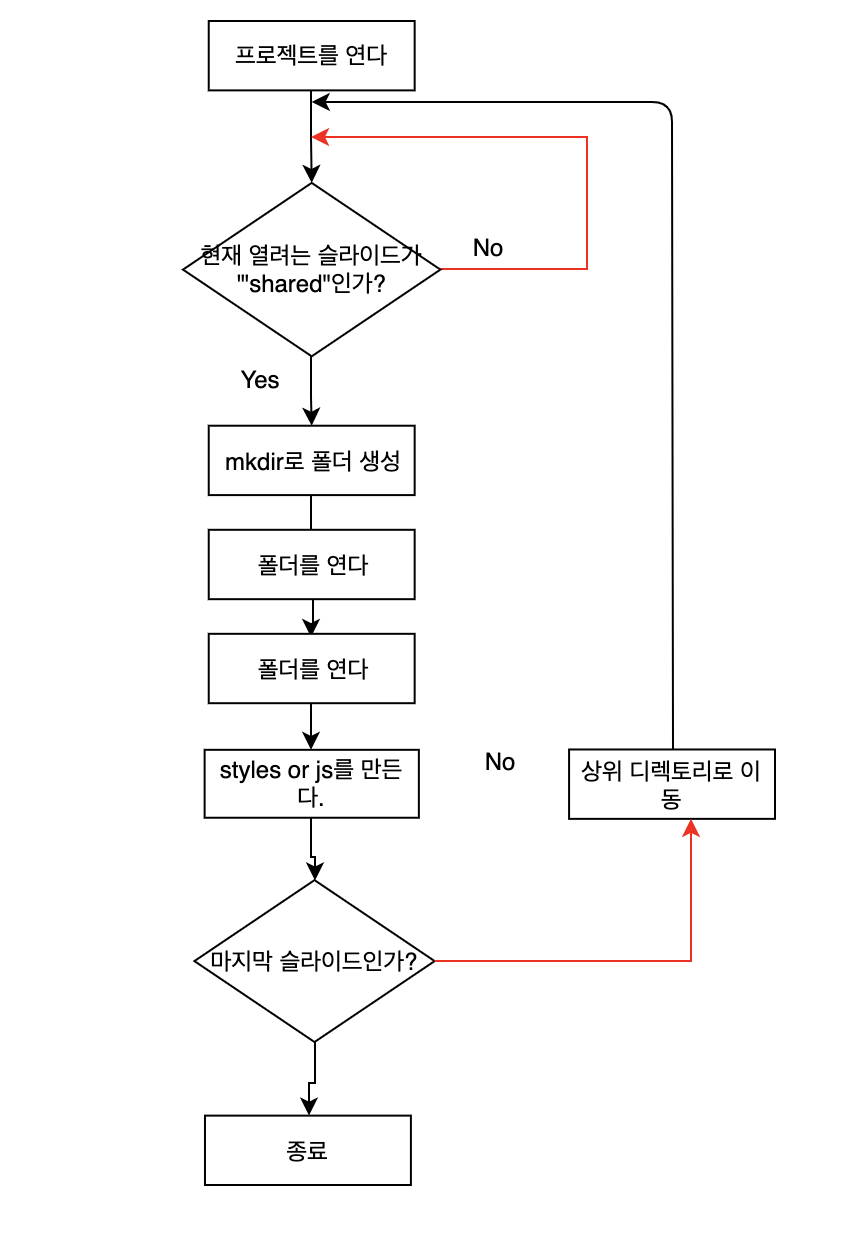 프로젝트를 연다
현재 열려는 슬라이드가
"'shared"인가?
No
Yes
mkdir로 폴더 생성
폴더를 연다
폴더를 연다
styles or js를 만든
다.
No
상위 디렉토리로 이
동
마지막 슬라이드인가?
종료